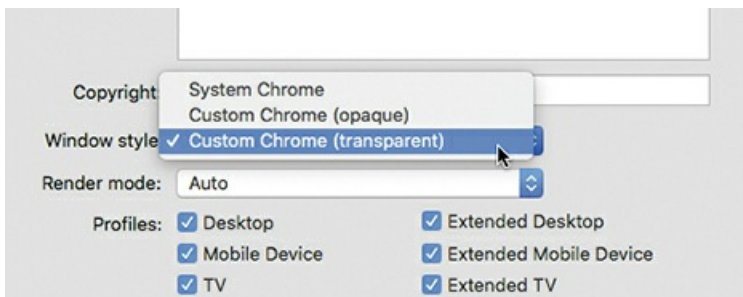 Copyright
System Chrome
Custom Chrome (opaque)
Window style ✓ Custom Chrome (transparent)
Render mode: Auto
Profiles: ✓ Desktop ✓ Extended Desktop
✓ Mobile Device ✓ Extended Mobile Device
✓ TV ✓ Extended TV